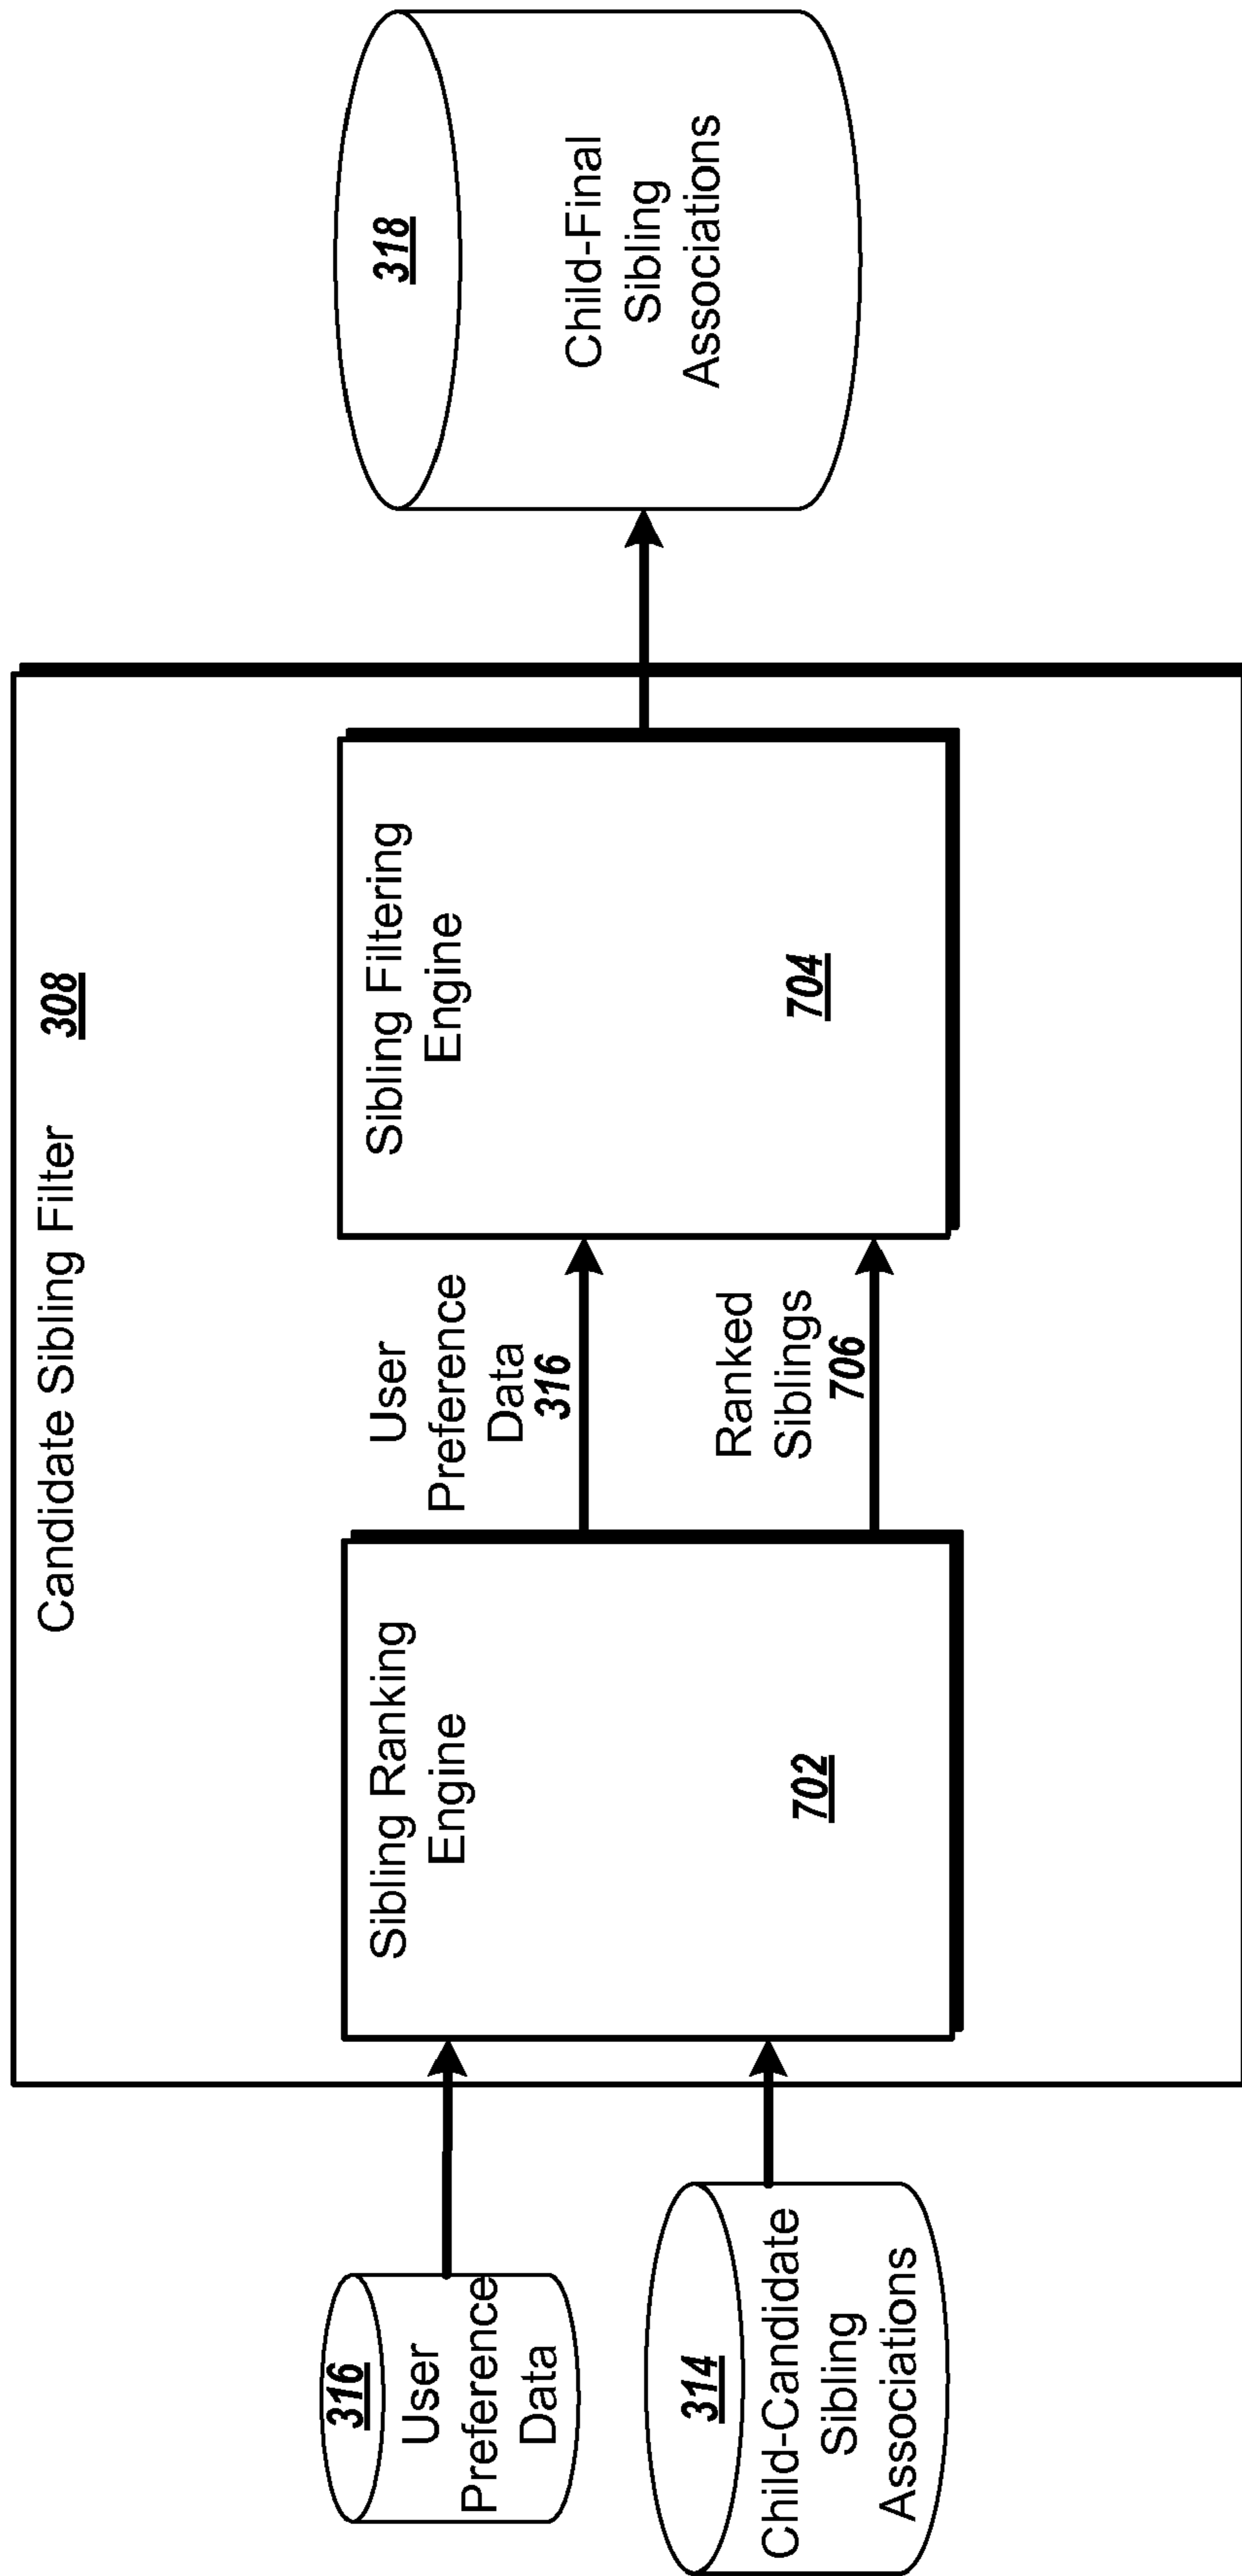 Candidate Sibling Filter 308
316
User
Preference
Data
314
Child-Candidate
Sibling
Associations
Sibling Ranking
Engine
702
User
Preference
Data
316
Ranked
Siblings
706
Sibling Filtering
Engine
704
318
Child-Final
Sibling
Associations